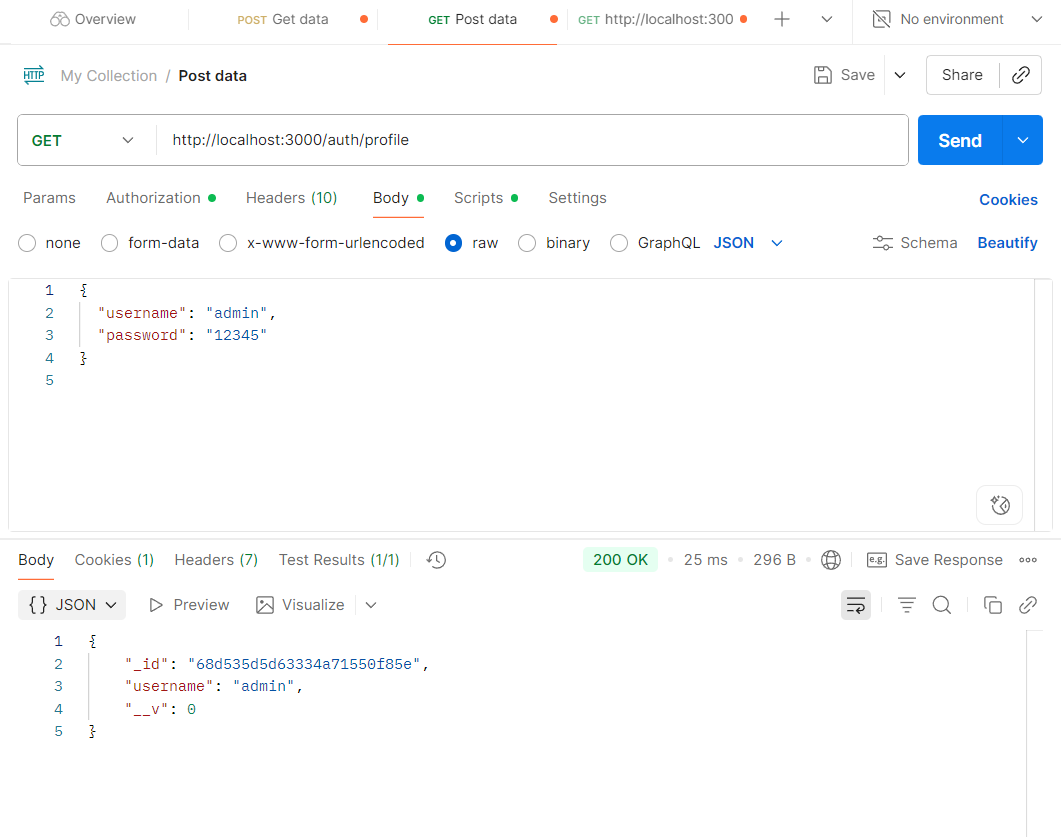 Overview POST Get data GET Post data GET http://localhost:300 No environment
HTTP My Collection / Post data Save Share
GET http://localhost:3000/auth/profile Send
Params Authorization Headers (10) Body Scripts Settings Cookies
none form-data x-www-form-urlencoded raw binary GraphQL JSON Schema Beautify
1 {
2 "username": "admin",
3 "password": "12345"
4 }
5
Body Cookies (1) Headers (7) Test Results (1/1) 200 OK • 25 ms • 296 B • e.g. Save Response
{} JSON Preview Visualize
1 {
2 "_id": "68d535d5d63334a71550f85e",
3 "username": "admin",
4 "__v": 0
5 }